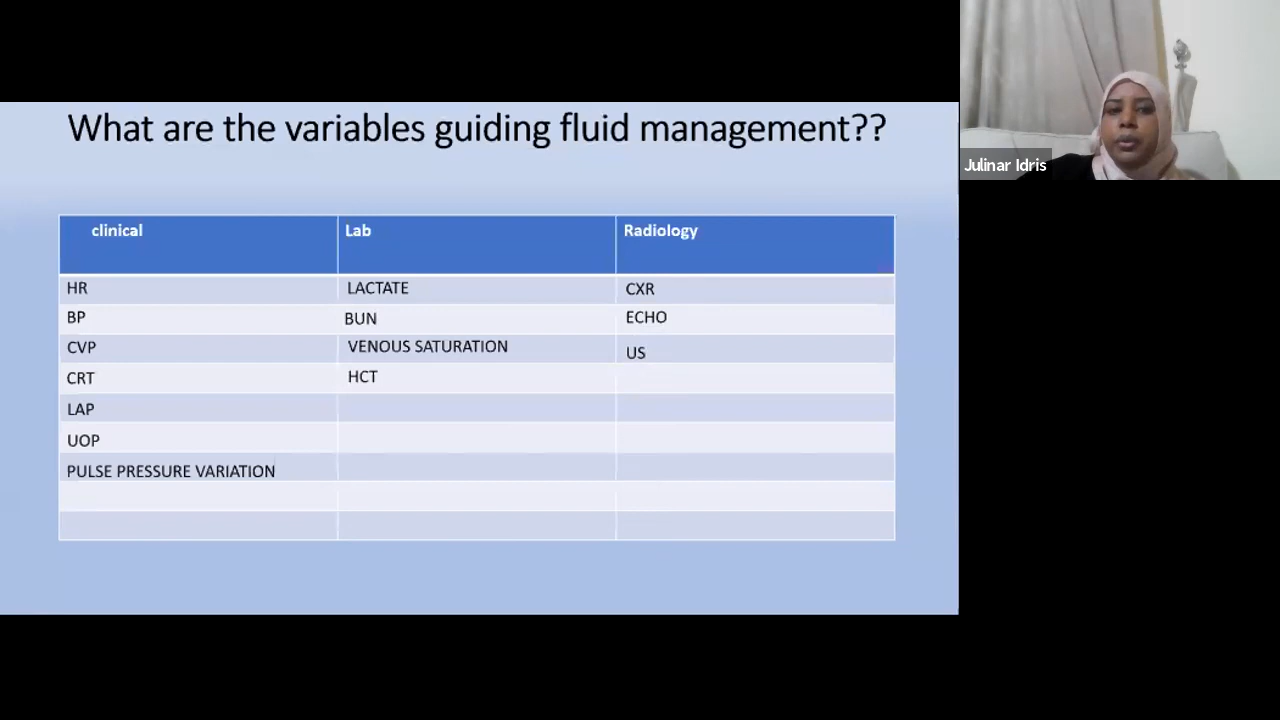 What are the variables guiding fluid management??
clinical Lab Radiology
HR LACTATE CXR
BP BUN ECHO
CVP VENOUS SATURATION US
CRT HCT
LAP
UOP
PULSE PRESSURE VARIATION
Julinar Idris